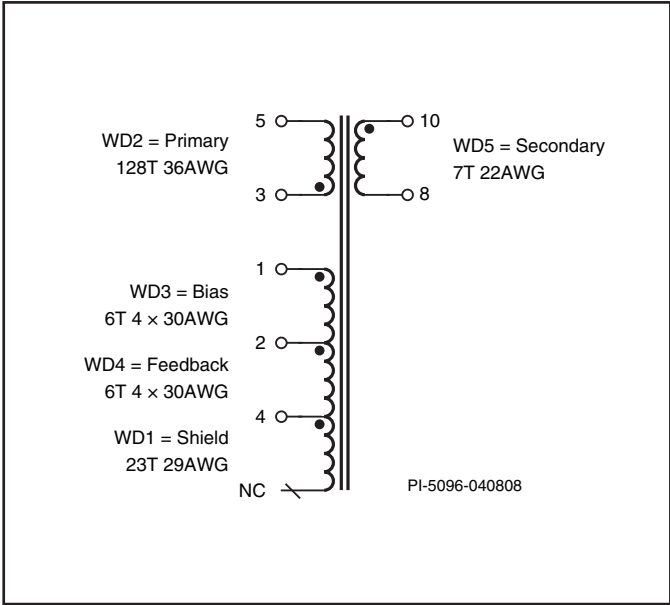 5
10
WD2 = Primary
128T 36AWG
WD5 = Secondary
7T 22AWG
3
8
1
WD3 = Bias
6T 4 × 30AWG
2
WD4 = Feedback
6T 4 × 30AWG
4
WD1 = Shield
23T 29AWG
NC
PI-5096-040808